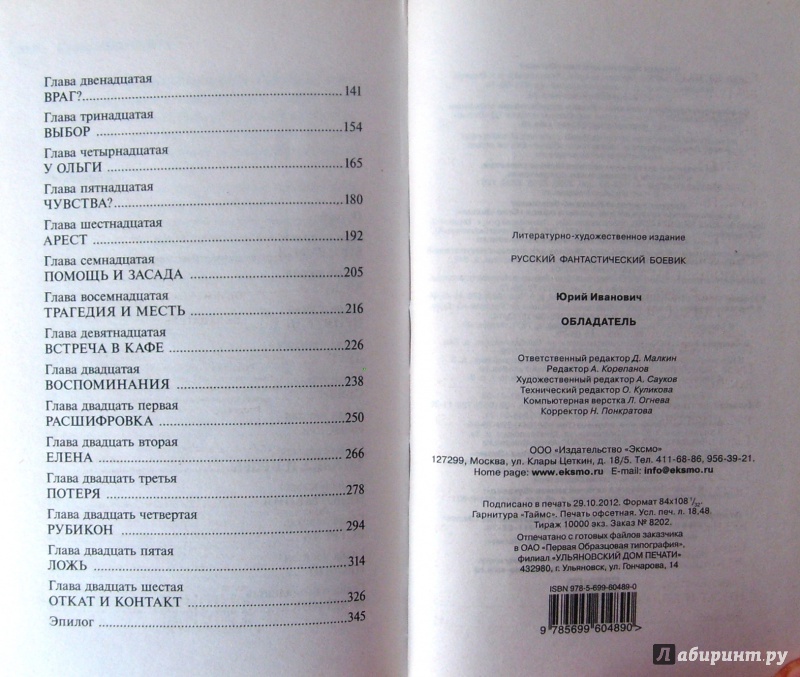 Глава двенадцатая
ВРАГ?..........141
Глава тринадцатая
ВЫБОР..........154
Глава четырнадцатая
У ОЛЬГИ..........165
Глава пятнадцатая
ЧУВСТВА?..........180
Глава шестнадцатая
АРЕСТ..........192
Глава семнадцатая
ПОМОЩЬ И ЗАСАДА..........205
Глава восемнадцатая
ТРАГЕДИЯ И МЕСТЬ..........216
Глава девятнадцатая
ВСТРЕЧА В КАФЕ..........226
Глава двадцатая
ВОСПОМИНАНИЯ..........238
Глава двадцать первая
РАСШИФРОВКА..........250
Глава двадцать вторая
ЕЛЕНА..........266
Глава двадцать третья
ПОТЕРЯ..........278
Глава двадцать четвертая
РУБИКОН..........294
Глава двадцать пятая
ЛОЖЬ..........314
Глава двадцать шестая
ОТКАТ И КОНТАКТ..........326
Эпилог..........345
Литературно-художественное издание
РУССКИЙ ФАНТАСТИЧЕСКИЙ БОЕВИК
Юрий Иванович
ОБЛАДАТЕЛЬ
Ответственный редактор Д. Малкин
Редактор А. Корепанов
Художественный редактор А. Сауков
Технический редактор О. Куликова
Компьютерная верстка Л. Огнева
Корректор Н. Понкратова
ООО «Издательство «Эксмо»
127299, Москва, ул. Клары Цеткин, д. 18/5. Тел. 411-68-86, 956-39-21.
Home page: www.eksmo.ru E-mail: info@eksmo.ru
Подписано в печать 29.10.2012. Формат 84x108 1/32.
Гарнитура «Таймс». Печать офсетная. Усл. печ. л. 18,48.
Тираж 10000 экз. Заказ № 8202.
Отпечатано с готовых файлов заказчика
в ОАО «Первая Образцовая типография»,
филиал «УЛЬЯНОВСКИЙ ДОМ ПЕЧАТИ»
432980, г. Ульяновск, ул. Гончарова, 14
ISBN 978-5-699-60489-0
9 785699 604890 >
Лабиринт.ру